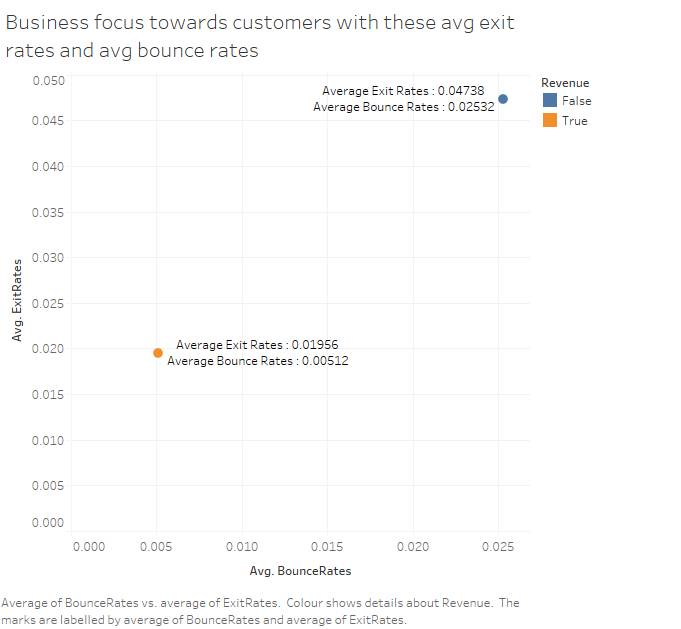 Business focus towards customers with these avg exit
rates and avg bounce rates
0.050
0.045
0.040
0.035
0.030
0.025
0.020
0.015
0.010
0.005
0.000
Avg. ExitRates
Average Exit Rates : 0.04738
Average Bounce Rates : 0.02532
Average Exit Rates : 0.01956
Average Bounce Rates : 0.00512
Revenue
False
True
0.000 0.005 0.010 0.015 0.020 0.025
Avg. BounceRates
Average of BounceRates vs. average of ExitRates.  Colour shows details about Revenue.  The
marks are labelled by average of BounceRates and average of ExitRates.